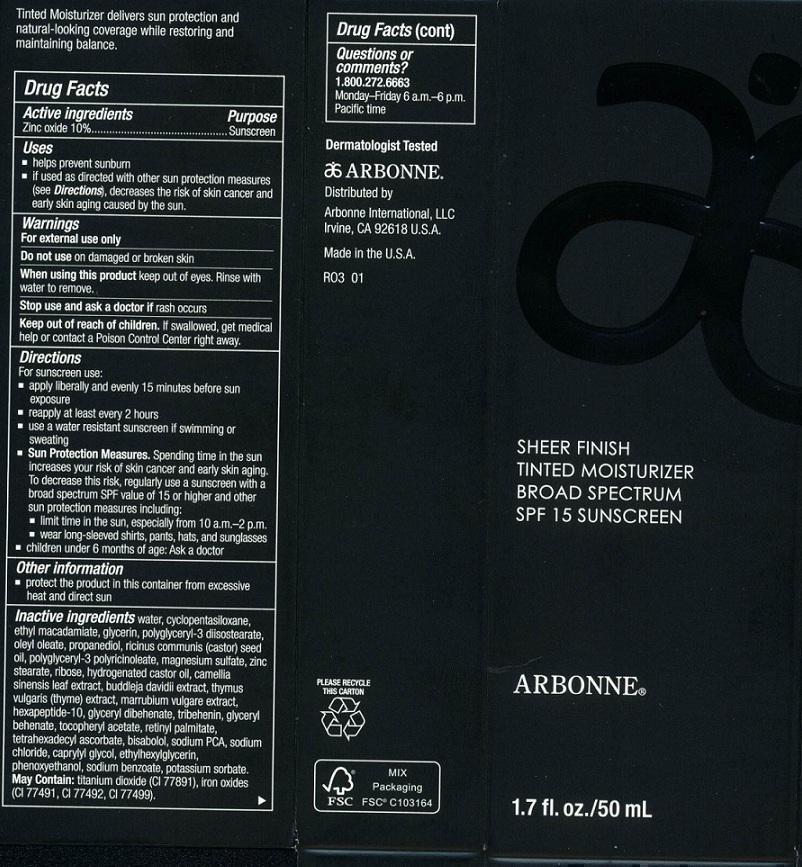 Tinted Moisturizer delivers sun protection and
natural-looking coverage while restoring and
maintaining balance.
Drug Facts
Active ingredients Purpose
Zinc oxide 10%............................................. Sunscreen
Uses
▪ helps prevent sunburn
▪ if used as directed with other sun protection measures
(see Directions), decreases the risk of skin cancer and
early skin aging caused by the sun.
Warnings
For external use only
Do not use on damaged or broken skin
When using this product keep out of eyes. Rinse with
water to remove.
Stop use and ask a doctor if rash occurs
Keep out of reach of children. If swallowed, get medical
help or contact a Poison Control Center right away.
Directions
For sunscreen use:
▪ apply liberally and evenly 15 minutes before sun
exposure
▪ reapply at least every 2 hours
▪ use a water resistant sunscreen if swimming or
sweating
▪ Sun Protection Measures. Spending time in the sun
increases your risk of skin cancer and early skin aging.
To decrease this risk, regularly use a sunscreen with a
broad spectrum SPF value of 15 or higher and other
sun protection measures including:
▪ limit time in the sun, especially from 10 a.m.–2 p.m.
▪ wear long-sleeved shirts, pants, hats, and sunglasses
▪ children under 6 months of age: Ask a doctor
Other information
▪ protect the product in this container from excessive
heat and direct sun
Inactive ingredients water, cyclopentasiloxane,
ethyl macadamiate, glycerin, polyglyceryl-3 diisostearate,
oleyl oleate, propanediol, ricinus communis (castor) seed
oil, polyglyceryl-3 polyricinoleate, magnesium sulfate, zinc
stearate, ribose, hydrogenated castor oil, camellia
sinensis leaf extract, buddleja davidii extract, thymus
vulgaris (thyme) extract, marrubium vulgare extract,
hexapeptide-10, glyceryl dibehenate, tribehenin, glyceryl
behenate, tocopheryl acetate, retinyl palmitate,
tetrahexadecyl ascorbate, bisabolol, sodium PCA, sodium
chloride, caprylyl glycol, ethylhexylglycerin,
phenoxyethanol, sodium benzoate, potassium sorbate.
May Contain: titanium dioxide (CI 77891), iron oxides
(CI 77491, CI 77492, CI 77499).
Drug Facts (cont)
Questions or
comments?
1.800.272.6663
Monday–Friday 6 a.m.–6 p.m.
Pacific time
Dermatologist Tested
ARBONNE.
Distributed by
Arbonne International, LLC
Irvine, CA 92618 U.S.A.
Made in the U.S.A.
RO3 01
PLEASE RECYCLE
THIS CARTON
FSC
MIX
Packaging
FSC® C103164
SHEER FINISH
TINTED MOISTURIZER
BROAD SPECTRUM
SPF 15 SUNSCREEN
ARBONNE®
1.7 fl. oz./50 mL